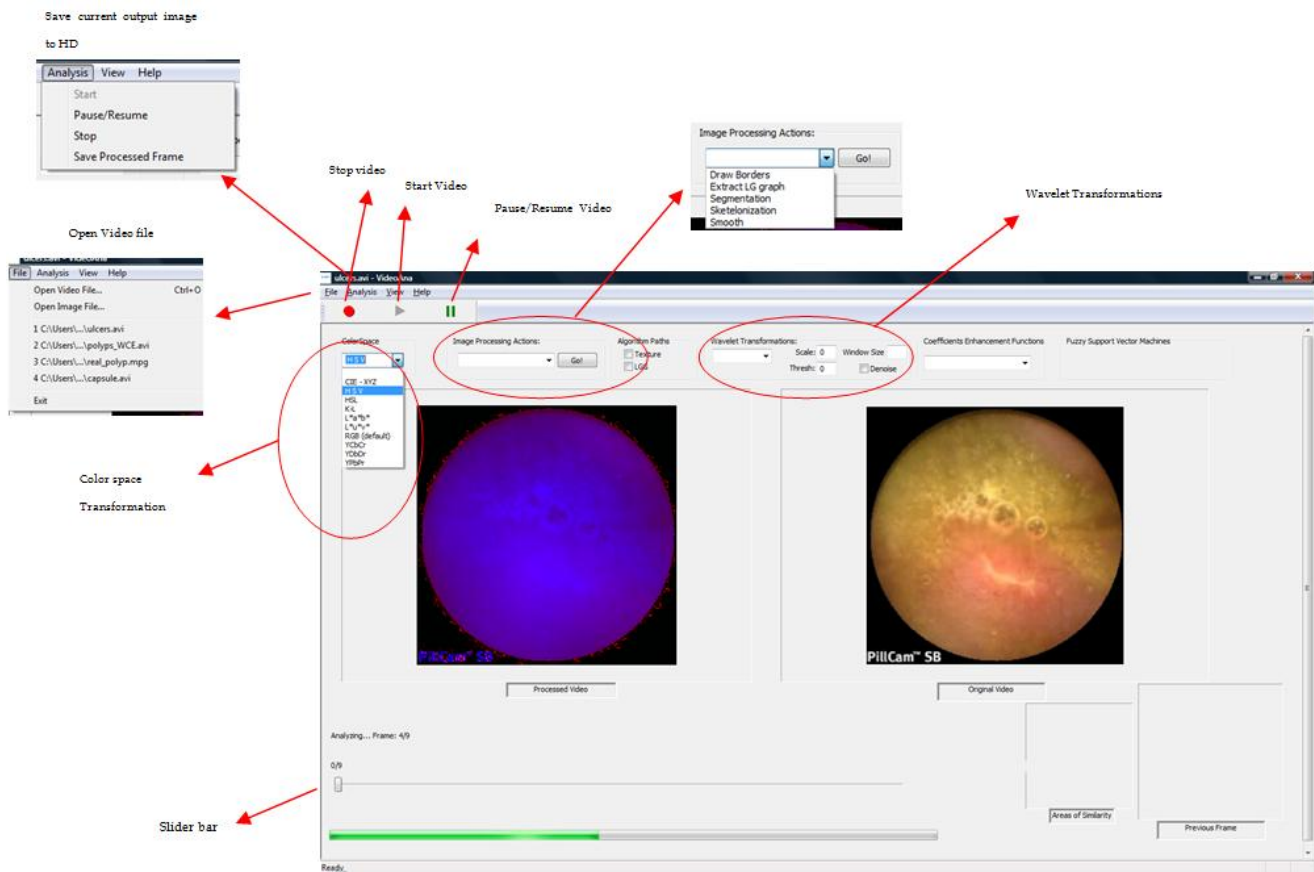 Save current output image
to HD
Analysis View Help
Start
Pause/Resume
Stop
Save Processed Frame
Open Video file
ulcers.avi - VideoAna
File Analysis View Help
Open Video File... Ctrl+O
Open Image File...
1 C:\Users\...\ulcers.avi
2 C:\Users\...\polyps_WCE.avi
3 C:\Users\...\real_polyp.mpg
4 C:\Users\...\capsule.avi
Exit
Stop video
Start Video
Pause/Resume Video
Image Processing Actions:
Go!
Draw Borders
Extract LG graph
Segmentation
Sketelonization
Smooth
Wavelet Transformations
ulcers.avi - VideoAna
File Analysis View Help
ColorSpace
H S V
CIE - XYZ
H S V
HSL
K-L
L*a*b*
L*u*v*
RGB (default)
YCbCr
YDbDr
YPbPr
Image Processing Actions:
Go!
Algorithm Paths
Texture
LGG
Wavelet Transformations:
Scale: 0 Window Size
Thresh: 0 Denoise
Coefficients Enhancement Functions
Fuzzy Support Vector Machines
Color space
Transformation
PillCam™ SB
PillCam™ SB
Processed Video
Original Video
Analyzing... Frame: 4/9
0/9
Slider bar
Areas of Similarity
Previous Frame
Ready